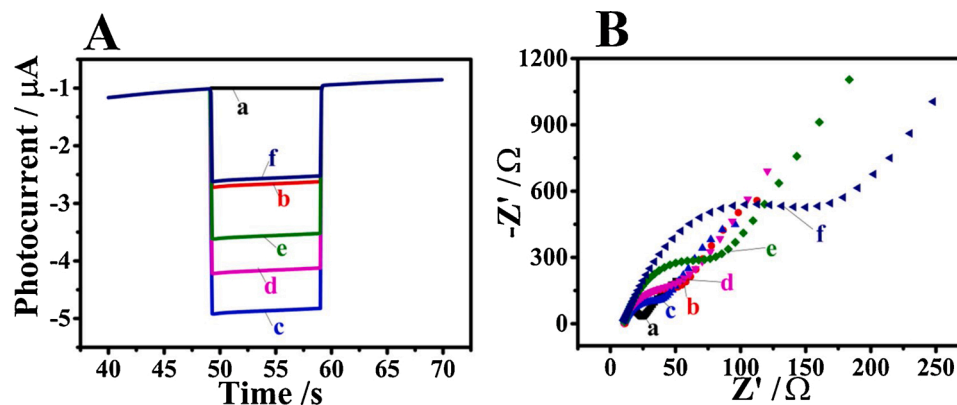 A
Photocurrent / μA
-1
-2
-3
-4
-5
a
f
b
e
d
c
40 45 50 55 60 65 70 75
Time /s
B
-Z'/Ω
1200
900
600
300
0
f
e
d
b
c
a
0 50 100 150 200 250
Z'/Ω